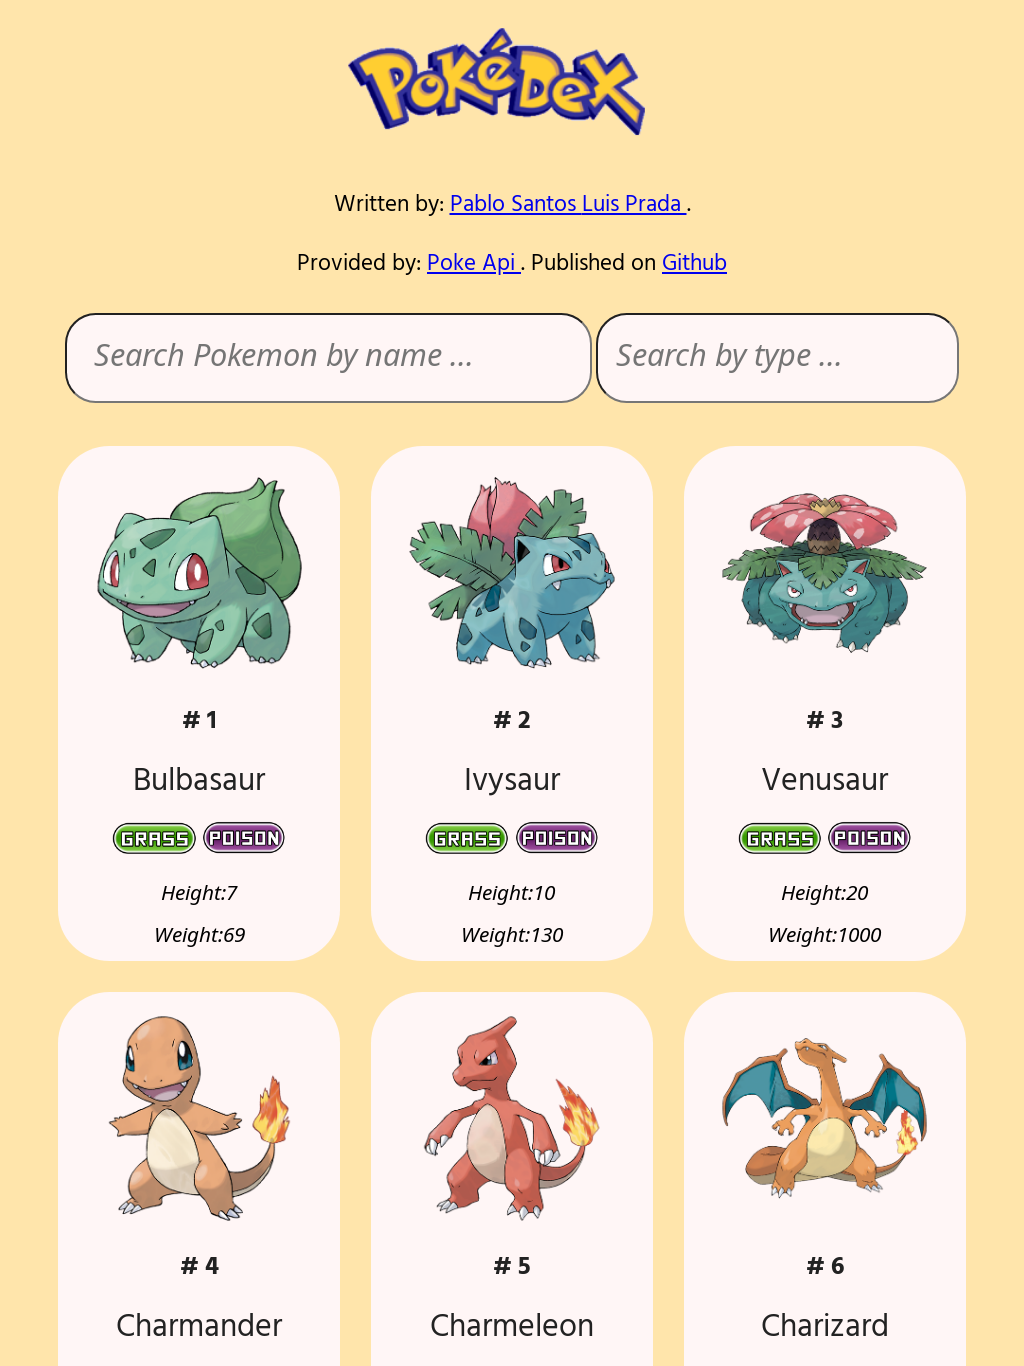 PokéDex
Written by: Pablo Santos Luis Prada .
Provided by: Poke Api . Published on Github
Search Pokemon by name ... Search by type ...
# 1 # 2 # 3
Bulbasaur Ivysaur Venusaur
GRASS POISON GRASS POISON GRASS POISON
Height:7 Height:10 Height:20
Weight:69 Weight:130 Weight:1000
# 4 # 5 # 6
Charmander Charmeleon Charizard